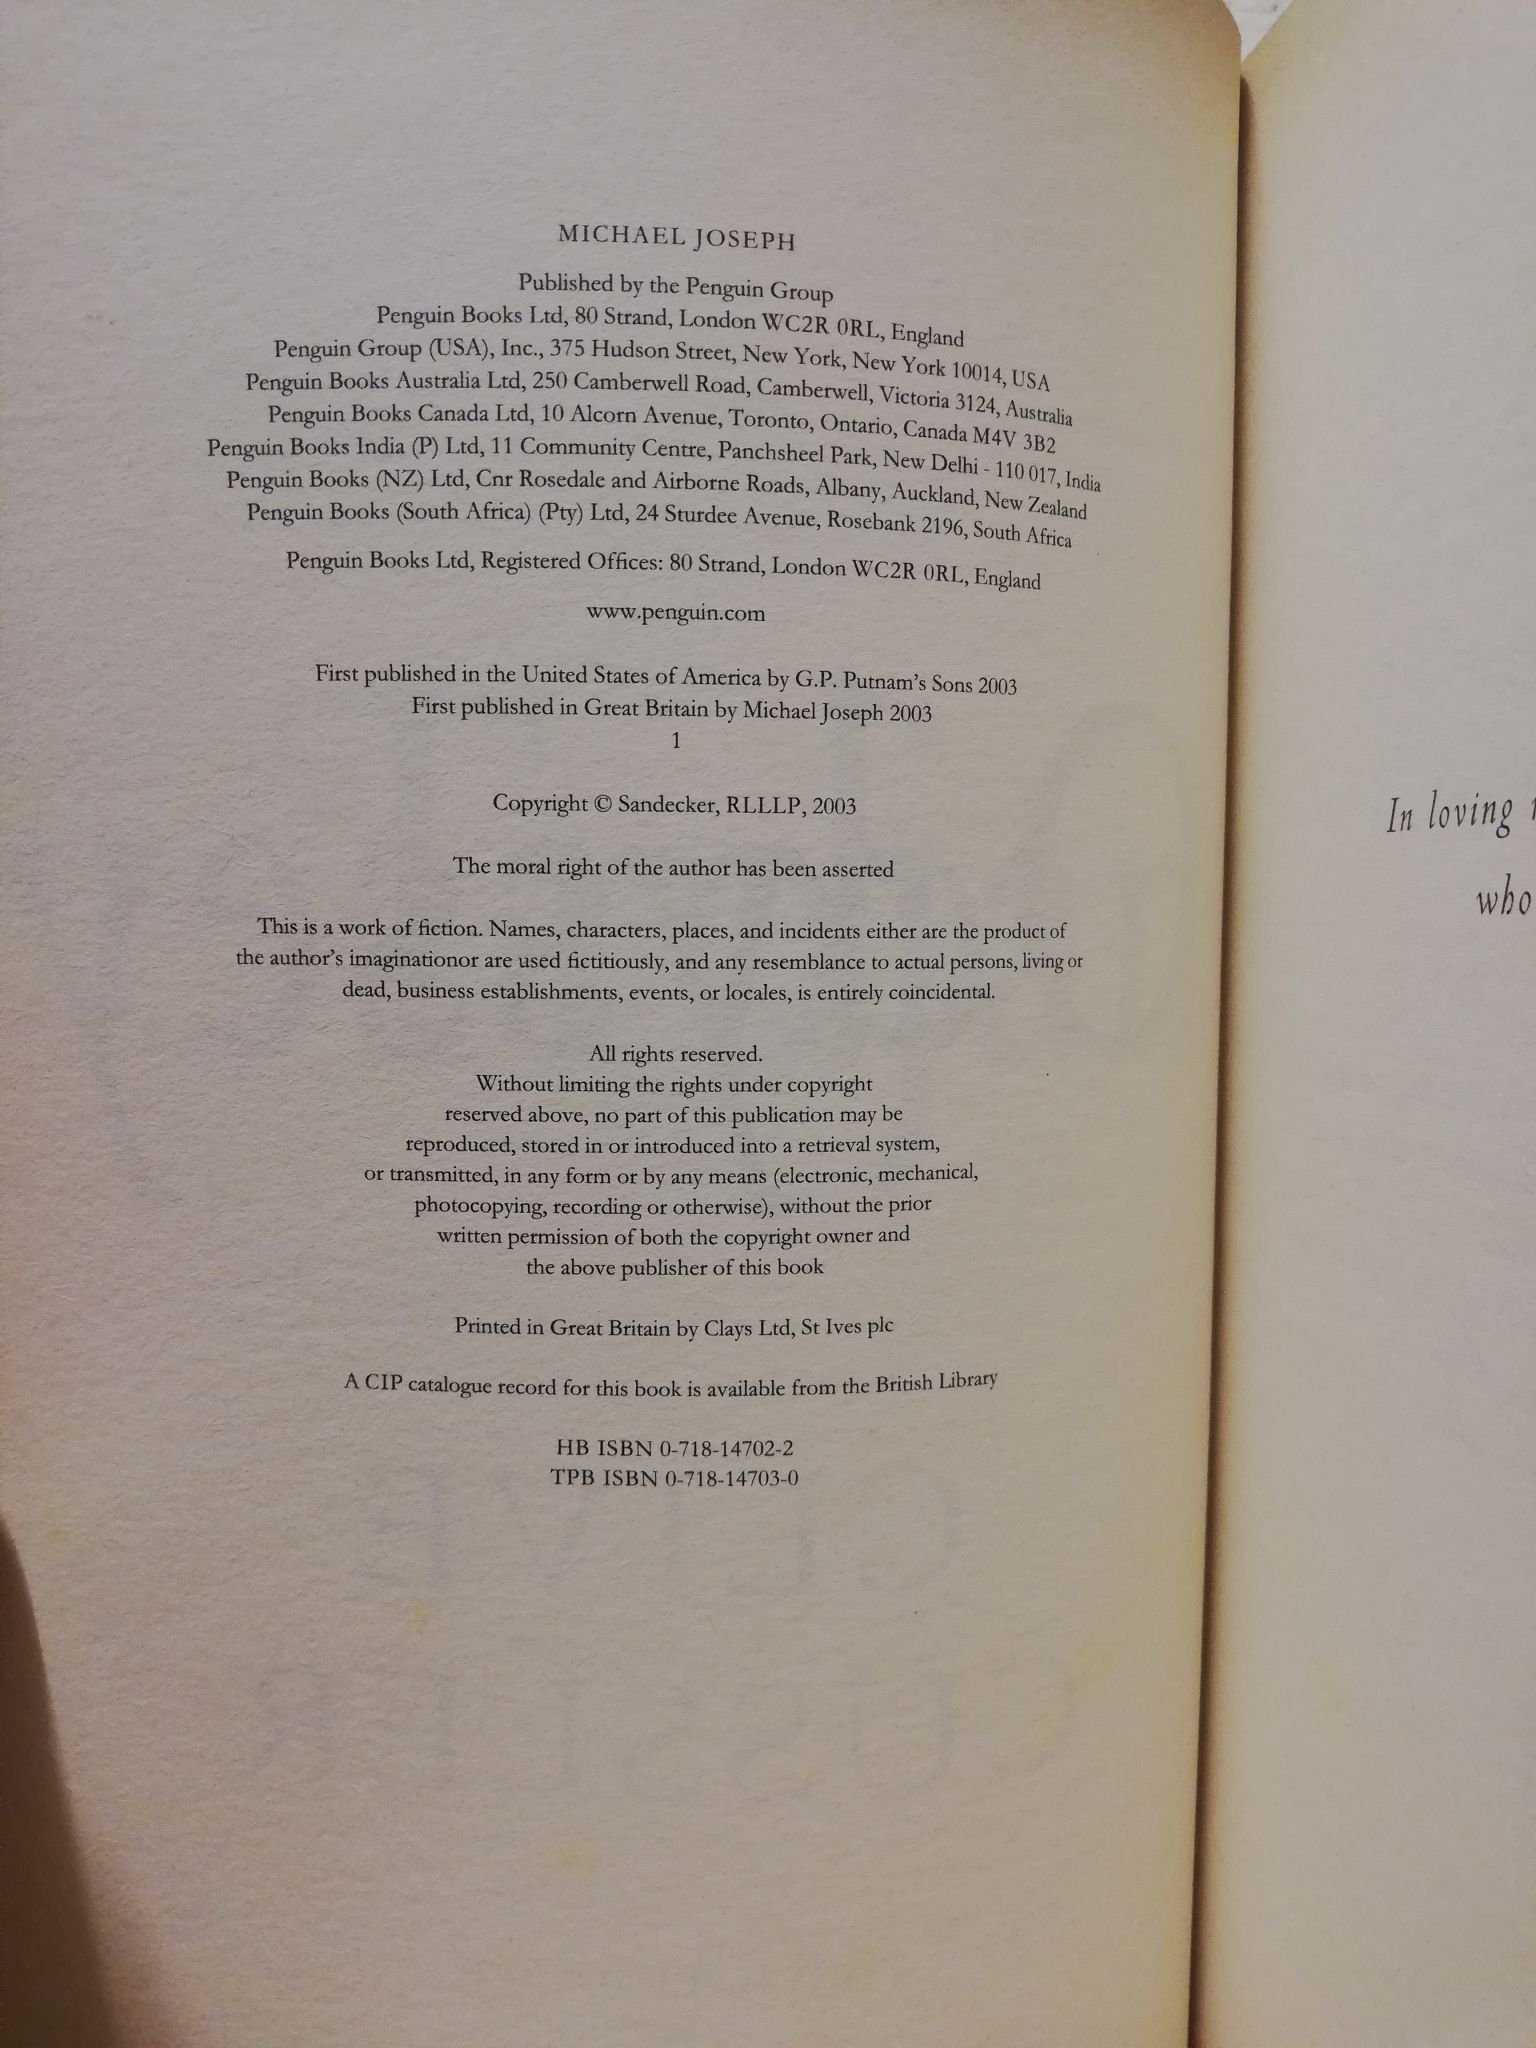 MICHAEL JOSEPH
Published by the Penguin Group
Penguin Books Ltd, 80 Strand, London WC2R 0RL, England
Penguin Group (USA), Inc., 375 Hudson Street, New York, New York 10014, USA
Penguin Books Australia Ltd, 250 Camberwell Road, Camberwell, Victoria 3124, Australia
Penguin Books Canada Ltd, 10 Alcorn Avenue, Toronto, Ontario, Canada M4V 3B2
Penguin Books India (P) Ltd, 11 Community Centre, Panchsheel Park, New Delhi - 110 017, India
Penguin Books (NZ) Ltd, Cnr Rosedale and Airborne Roads, Albany, Auckland, New Zealand
Penguin Books (South Africa) (Pty) Ltd, 24 Sturdee Avenue, Rosebank 2196, South Africa
Penguin Books Ltd, Registered Offices: 80 Strand, London WC2R 0RL, England
www.penguin.com
First published in the United States of America by G.P. Putnam's Sons 2003
First published in Great Britain by Michael Joseph 2003
1
Copyright © Sandecker, RLLLP, 2003
The moral right of the author has been asserted
This is a work of fiction. Names, characters, places, and incidents either are the product of
the author's imaginationor are used fictitiously, and any resemblance to actual persons, living or
dead, business establishments, events, or locales, is entirely coincidental.
All rights reserved.
Without limiting the rights under copyright
reserved above, no part of this publication may be
reproduced, stored in or introduced into a retrieval system,
or transmitted, in any form or by any means (electronic, mechanical,
photocopying, recording or otherwise), without the prior
written permission of both the copyright owner and
the above publisher of this book
Printed in Great Britain by Clays Ltd, St Ives plc
A CIP catalogue record for this book is available from the British Library
HB ISBN 0-718-14702-2
TPB ISBN 0-718-14703-0
In loving
who